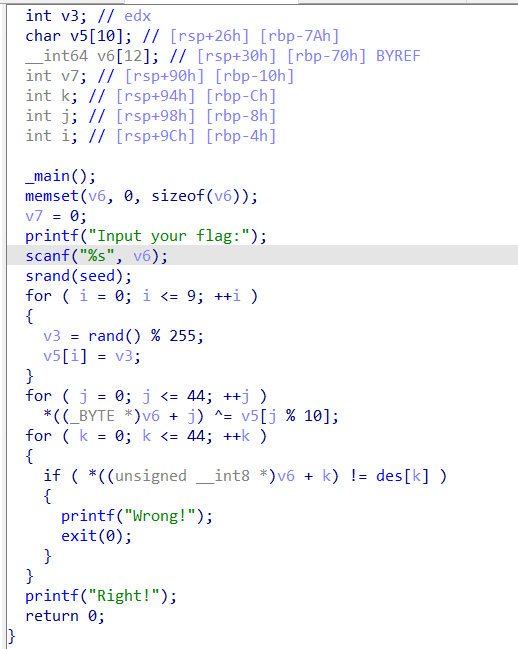 int v3; // edx
char v5[10]; // [rsp+26h] [rbp-7Ah]
__int64 v6[12]; // [rsp+30h] [rbp-70h] BYREF
int v7; // [rsp+90h] [rbp-10h]
int k; // [rsp+94h] [rbp-Ch]
int j; // [rsp+98h] [rbp-8h]
int i; // [rsp+9Ch] [rbp-4h]
_main();
memset(v6, 0, sizeof(v6));
v7 = 0;
printf("Input your flag:");
scanf("%s", v6);
srand(seed);
for ( i = 0; i <= 9; ++i )
{
v3 = rand() % 255;
v5[i] = v3;
}
for ( j = 0; j <= 44; ++j )
*((_BYTE *)v6 + j) ^= v5[j % 10];
for ( k = 0; k <= 44; ++k )
{
if ( *((unsigned __int8 *)v6 + k) != des[k] )
{
printf("Wrong!");
exit(0);
}
}
printf("Right!");
return 0;
}